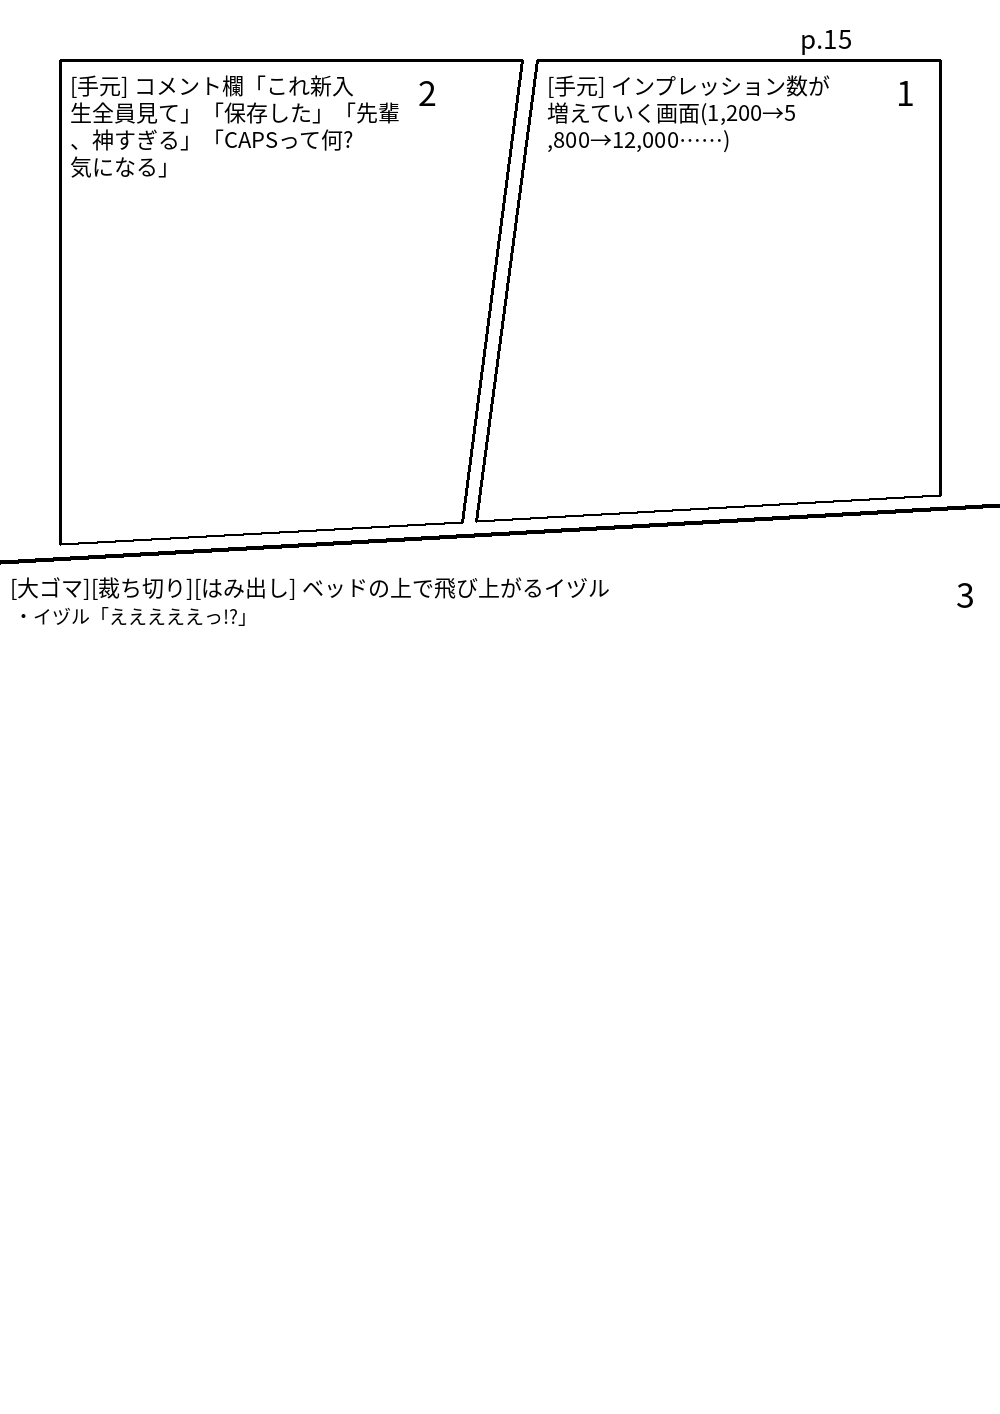 p.15
[手元] インプレッション数が
増えていく画面(1,200→5
,800→12,000……)
1
[手元] コメント欄「これ新入
生全員見て」「保存した」「先輩
、神すぎる」「CAPSって何?
気になる」
2
[大ゴマ][裁ち切り][はみ出し] ベッドの上で飛び上がるイヅル
・イヅル「えええええっ!?」
3